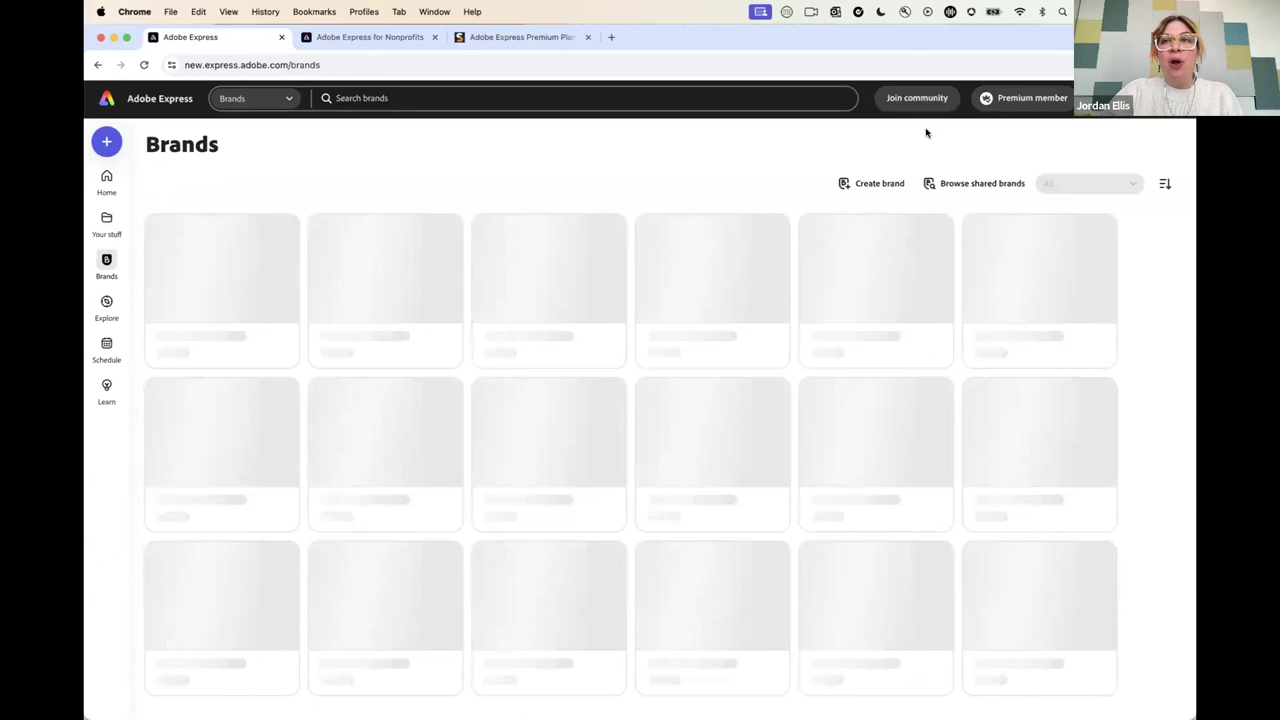 Chrome File Edit View History Bookmarks Profiles Tab Window Help
Adobe Express
Adobe Express for Nonprofits
Adobe Express Premium Plan
new.express.adobe.com/brands
Adobe Express
Brands
Search brands
Join community
Premium member
Jordan Ellis
Brands
Create brand
Browse shared brands
All
Home
Your stuff
Brands
Explore
Schedule
Learn